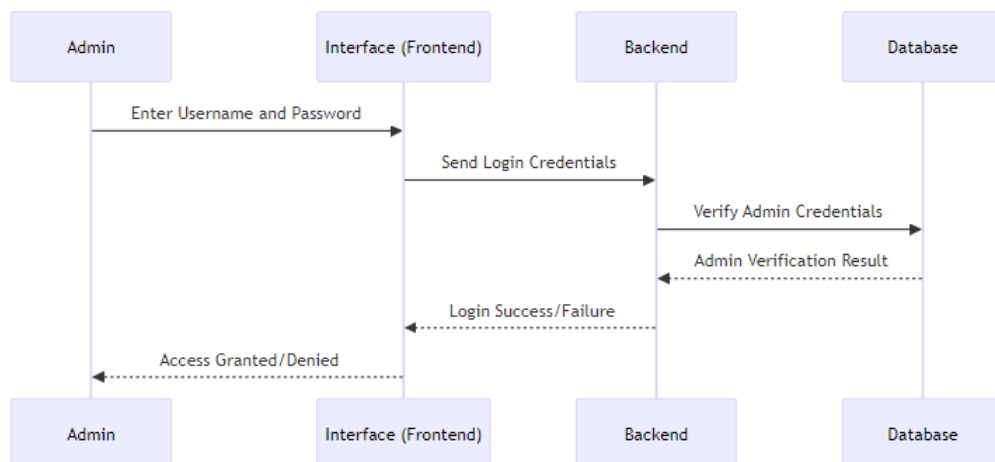 Admin
Interface (Frontend)
Backend
Database
Enter Username and Password
Send Login Credentials
Verify Admin Credentials
Admin Verification Result
Login Success/Failure
Access Granted/Denied
Admin
Interface (Frontend)
Backend
Database